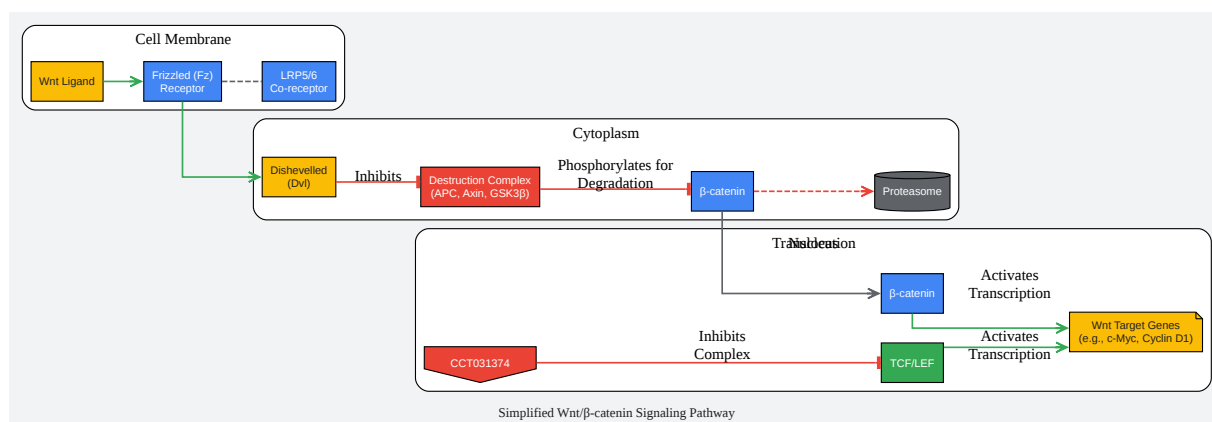 Cell Membrane
Wnt Ligand
Frizzled (Fz)
Receptor
LRP5/6
Co-receptor
Cytoplasm
Dishevelled
(Dvl)
Inhibits
Destruction Complex
(APC, Axin, GSK3β)
Phosphorylates for
Degradation
β-catenin
Proteasome
Nucleus
Translocation
β-catenin
Activates
Transcription
Wnt Target Genes
(e.g., c-Myc, Cyclin D1)
CCT031374
Inhibits
Complex
TCF/LEF
Activates
Transcription
Simplified Wnt/β-catenin Signaling Pathway